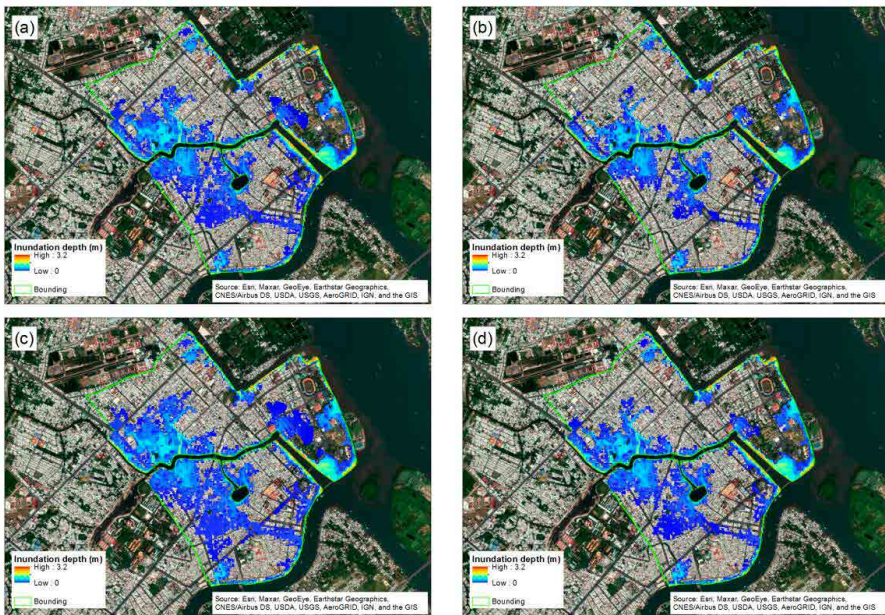 (a)
Inundation depth (m)
High : 3.2
Low : 0
Bounding
Source: Esri, Maxar, GeoEye, Earthstar Geographics,
CNES/Airbus DS, USDA, USGS, AeroGRID, IGN, and the GIS
(b)
Inundation depth (m)
High : 3.2
Low : 0
Bounding
Source: Esri, Maxar, GeoEye, Earthstar Geographics,
CNES/Airbus DS, USDA, USGS, AeroGRID, IGN, and the GIS
(c)
Inundation depth (m)
High : 3.2
Low : 0
Bounding
Source: Esri, Maxar, GeoEye, Earthstar Geographics,
CNES/Airbus DS, USDA, USGS, AeroGRID, IGN, and the GIS
(d)
Inundation depth (m)
High : 3.2
Low : 0
Bounding
Source: Esri, Maxar, GeoEye, Earthstar Geographics,
CNES/Airbus DS, USDA, USGS, AeroGRID, IGN, and the GIS